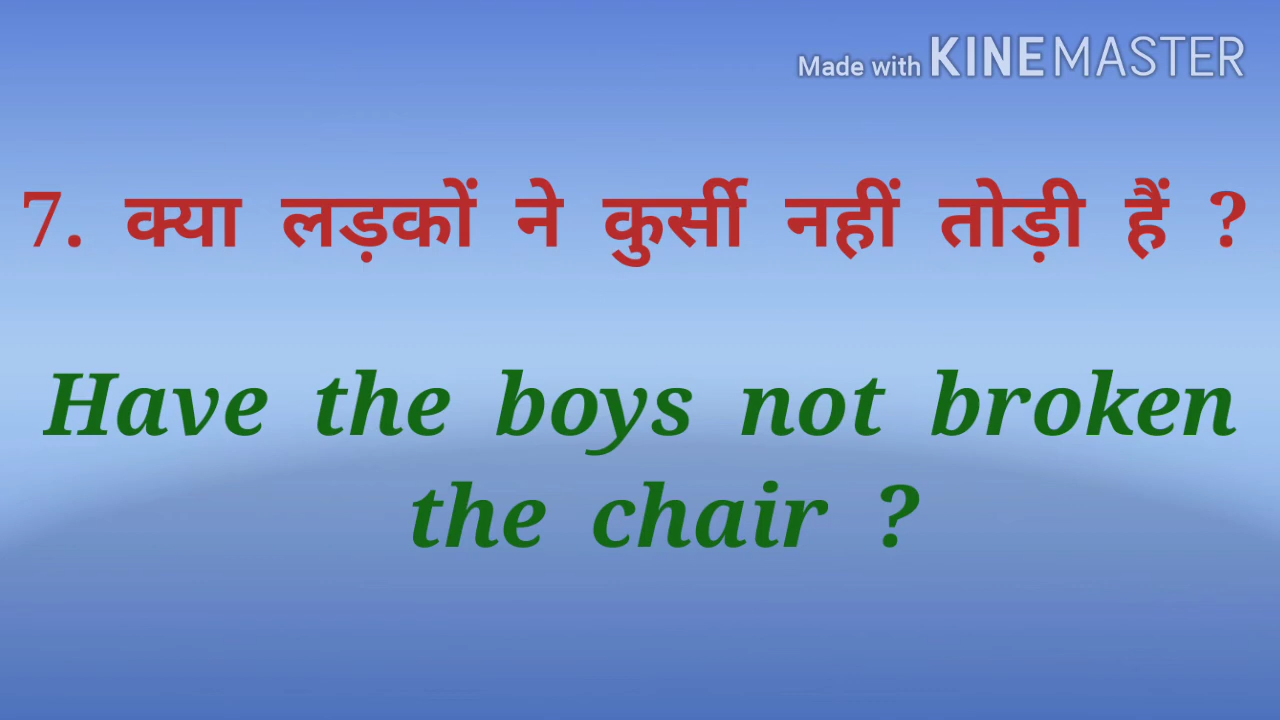 Made with KINEMASTER
7. क्या लड़कों ने कुर्सी नहीं तोड़ी हैं ?
Have the boys not broken
the chair ?